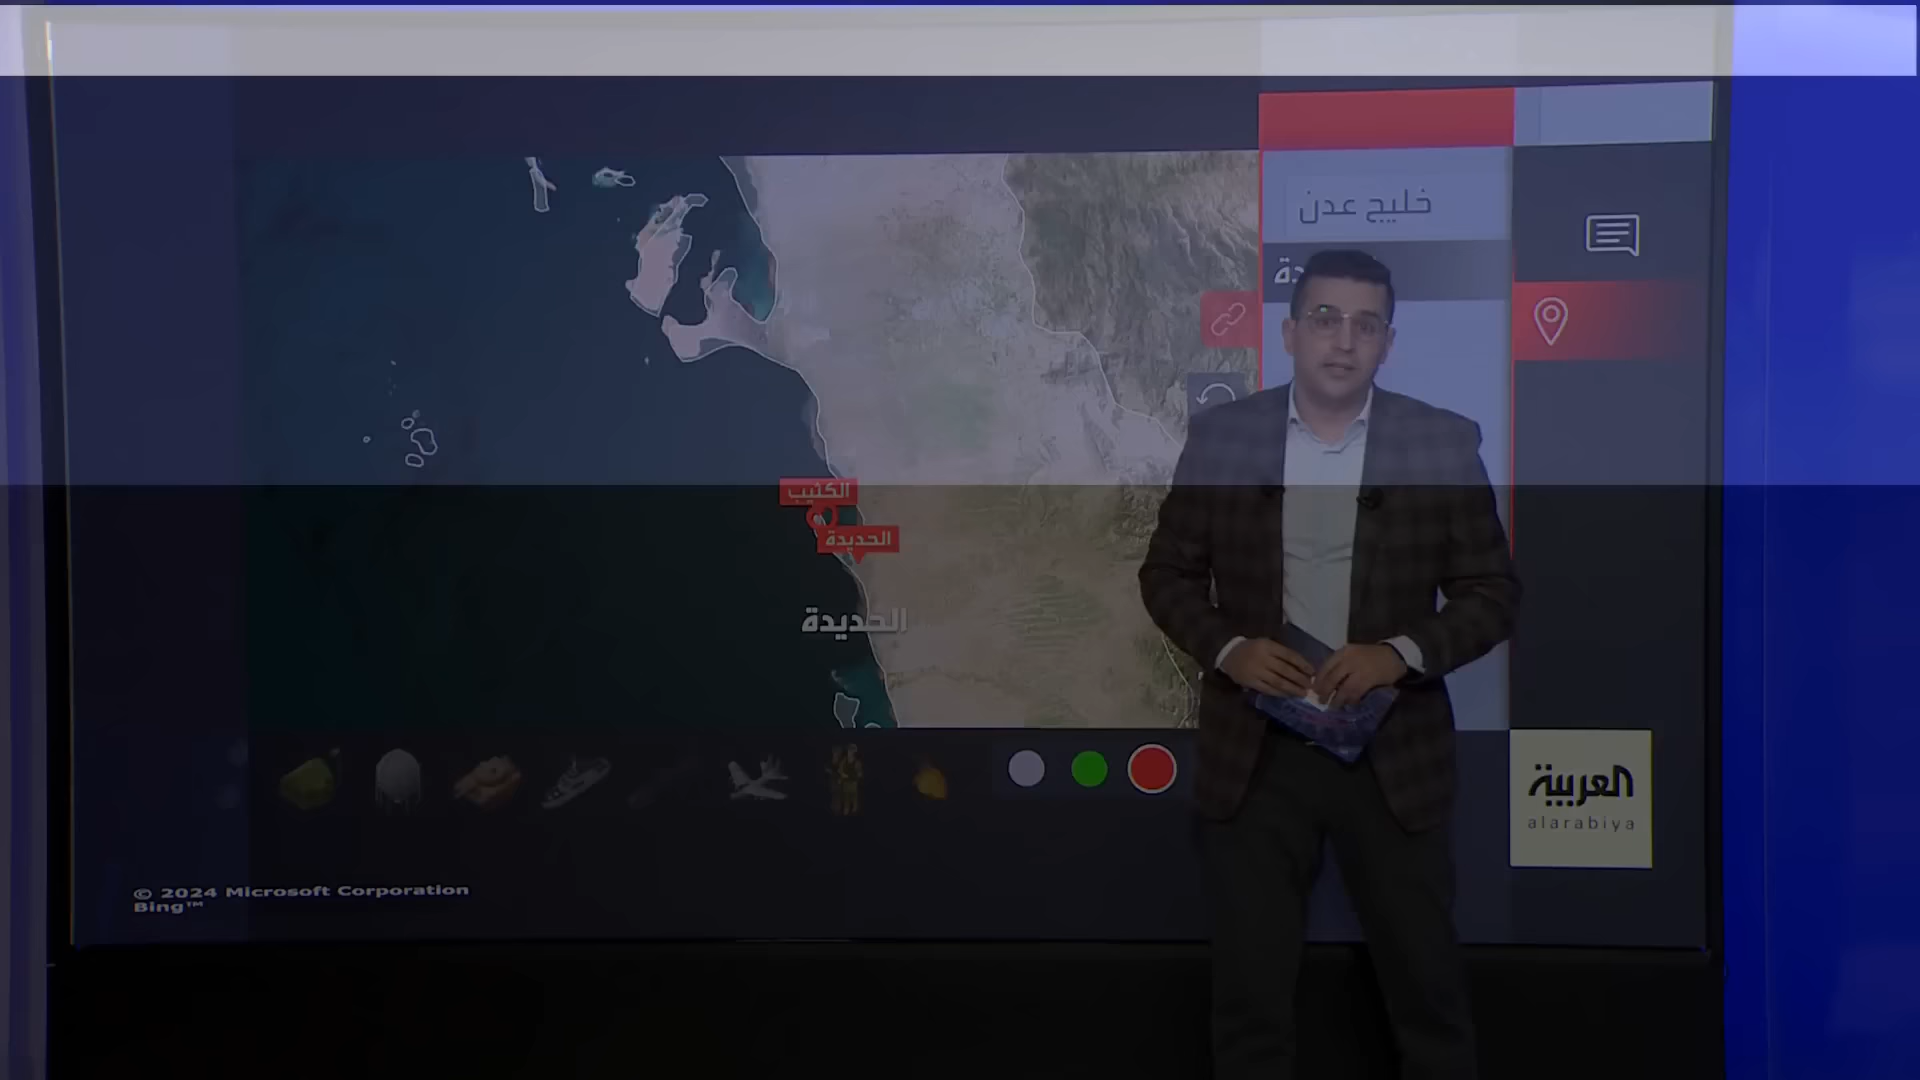 خليج عدن
الكثيب
الحديدة
الحديدة
العربية
alarabiya
© 2024 Microsoft Corporation
Bing™